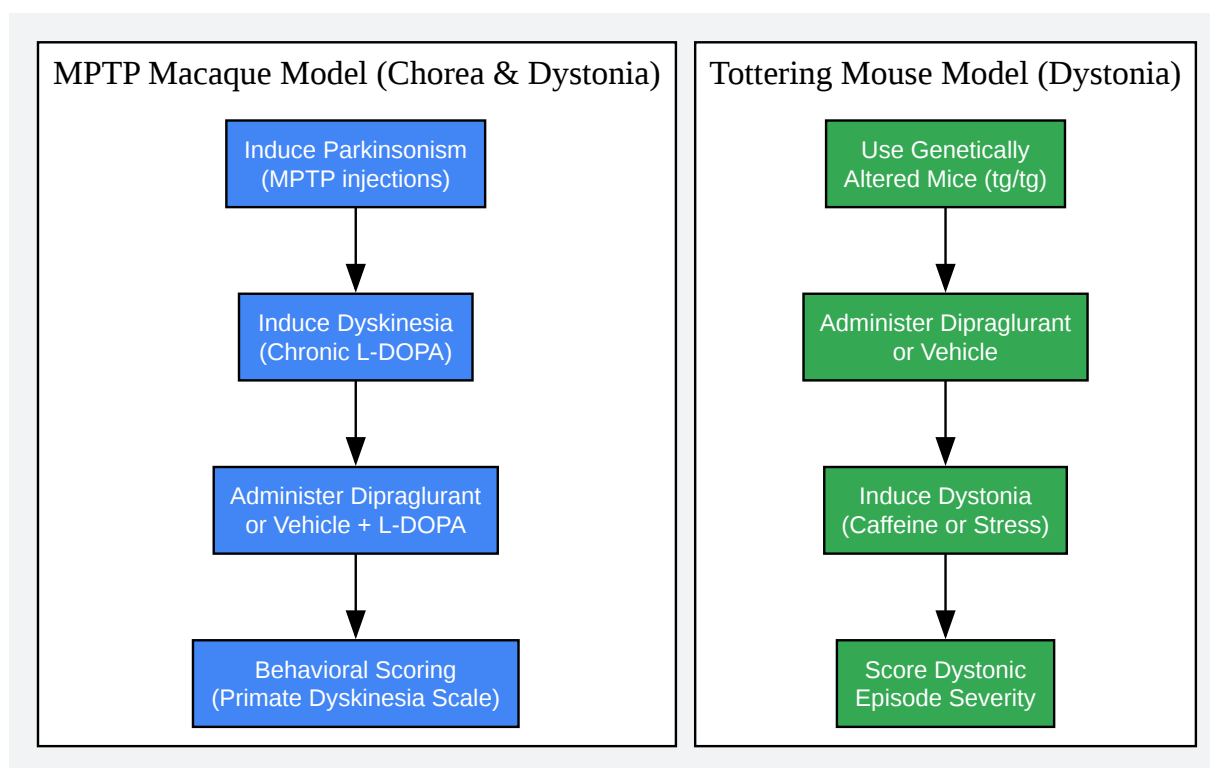 MPTP Macaque Model (Chorea & Dystonia)
Induce Parkinsonism
(MPTP injections)
Induce Dyskinesia
(Chronic L-DOPA)
Administer Dipraglurant
or Vehicle + L-DOPA
Behavioral Scoring
(Primate Dyskinesia Scale)
Tottering Mouse Model (Dystonia)
Use Genetically
Altered Mice (tg/tg)
Administer Dipraglurant
or Vehicle
Induce Dystonia
(Caffeine or Stress)
Score Dystonic
Episode Severity